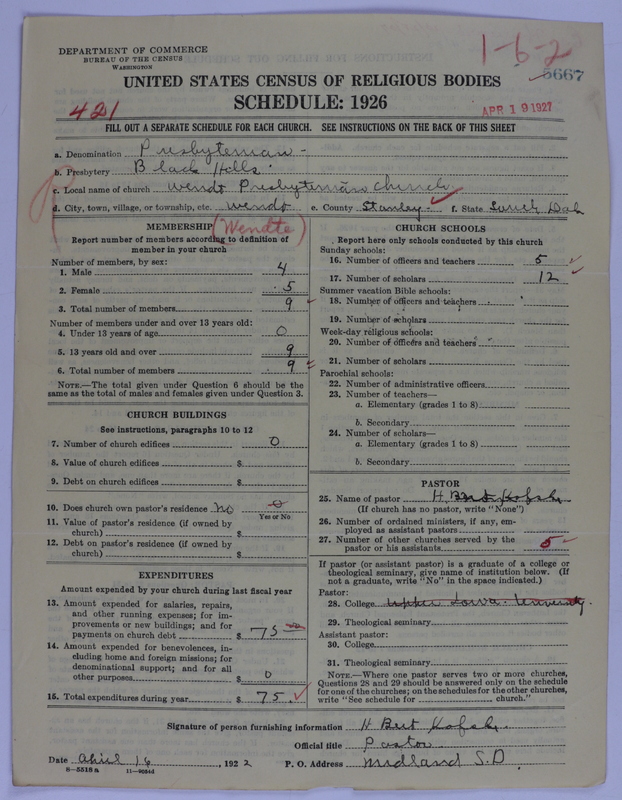 DEPARTMENT OF COMMERCE
BUREAU OF THE CENSUS
WASHINGTON
1-6-2
5667
UNITED STATES CENSUS OF RELIGIOUS BODIES
SCHEDULE: 1926
421
APR 19 1927
FILL OUT A SEPARATE SCHEDULE FOR EACH CHURCH. SEE INSTRUCTIONS ON THE BACK OF THIS SHEET
a. Denomination Presbyterian
b. Presbytery Black Hills
c. Local name of church Wendt Presbyterian Church
d. City, town, village, or township, etc. Wendt e. County Stanley f. State South Dak
(Wendte)
MEMBERSHIP
Report number of members according to definition of member in your church
Number of members, by sex:
1. Male 4
2. Female 5
3. Total number of members 9
Number of members under and over 13 years old:
4. Under 13 years of age 0
5. 13 years old and over 9
6. Total number of members 9
NOTE.—The total given under Question 6 should be the
same as the total of males and females given under Question 3.
CHURCH BUILDINGS
See instructions, paragraphs 10 to 12
7. Number of church edifices 0
8. Value of church edifices $
9. Debt on church edifices $
10. Does church own pastor's residence no 0
Yes or No
11. Value of pastor's residence (if owned by
church) $
12. Debt on pastor's residence (if owned by
church) $
EXPENDITURES
Amount expended by your church during last fiscal year
13. Amount expended for salaries, repairs,
and other running expenses; for im-
provements or new buildings; and for
payments on church debt $ 75
14. Amount expended for benevolences, in-
cluding home and foreign missions; for
denominational support; and for all
other purposes $ 0
15. Total expenditures during year $ 75.
CHURCH SCHOOLS
Report here only schools conducted by this church
Sunday schools:
16. Number of officers and teachers 5
17. Number of scholars 12
Summer vacation Bible schools:
18. Number of officers and teachers
19. Number of scholars
Week-day religious schools:
20. Number of officers and teachers
21. Number of scholars
Parochial schools:
22. Number of administrative officers
23. Number of teachers—
a. Elementary (grades 1 to 8)
b. Secondary
24. Number of scholars—
a. Elementary (grades 1 to 8)
b. Secondary
PASTOR
25. Name of pastor H. Bert
(If church has no pastor, write "None")
26. Number of ordained ministers, if any, em-
ployed as assistant pastors
27. Number of other churches served by the
pastor or his assistants 5
If pastor (or assistant pastor) is a graduate of a college or
theological seminary, give name of institution below. (If
not a graduate, write "No" in the space indicated.)
Pastor:
28. College Upper Iowa University.
29. Theological seminary
Assistant pastor:
30. College
31. Theological seminary
NOTE.—Where one pastor serves two or more churches,
Questions 28 and 29 should be answered only on the schedule
for one of the churches; on the schedules for the other churches,
write "See schedule for church."
Signature of person furnishing information H Bert
Official title Pastor
Date April 16, 1922 P. O. Address Midland S.D.
8-5518 a